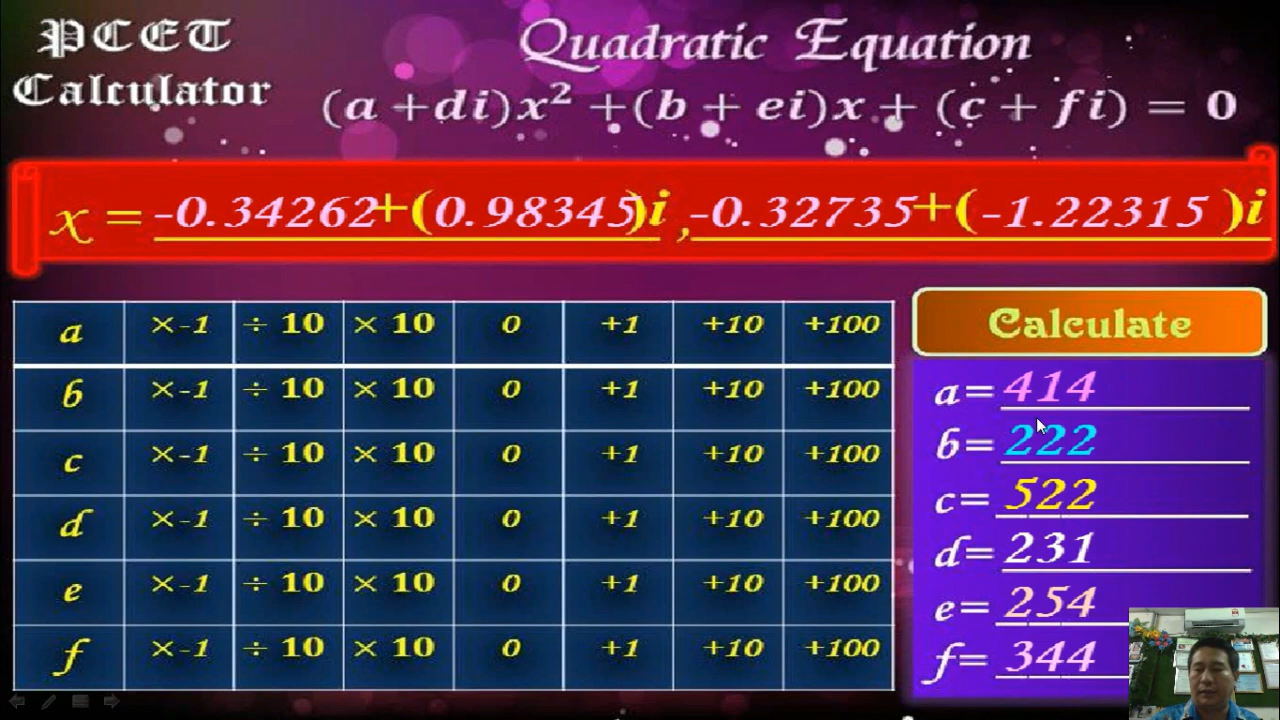 PCET
Calculator
Quadratic Equation
(a +di)x² +(b + ei)x + (c + fi) = 0
x = -0.34262+(0.98345)i ,-0.32735+(-1.22315 )i
a ×-1 ÷ 10 × 10 0 +1 +10 +100
b ×-1 ÷ 10 × 10 0 +1 +10 +100
c ×-1 ÷ 10 × 10 0 +1 +10 +100
d ×-1 ÷ 10 × 10 0 +1 +10 +100
e ×-1 ÷ 10 × 10 0 +1 +10 +100
f ×-1 ÷ 10 × 10 0 +1 +10 +100
Calculate
a=414
b=222
c=522
d=231
e=254
f=344